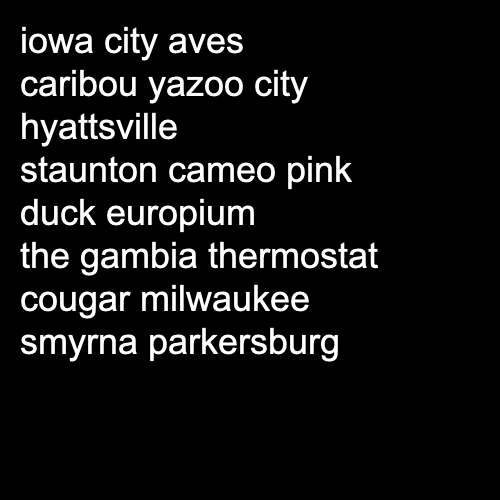 iowa city aves
caribou yazoo city
hyattsville
staunton cameo pink
duck europium
the gambia thermostat
cougar milwaukee
smyrna parkersburg